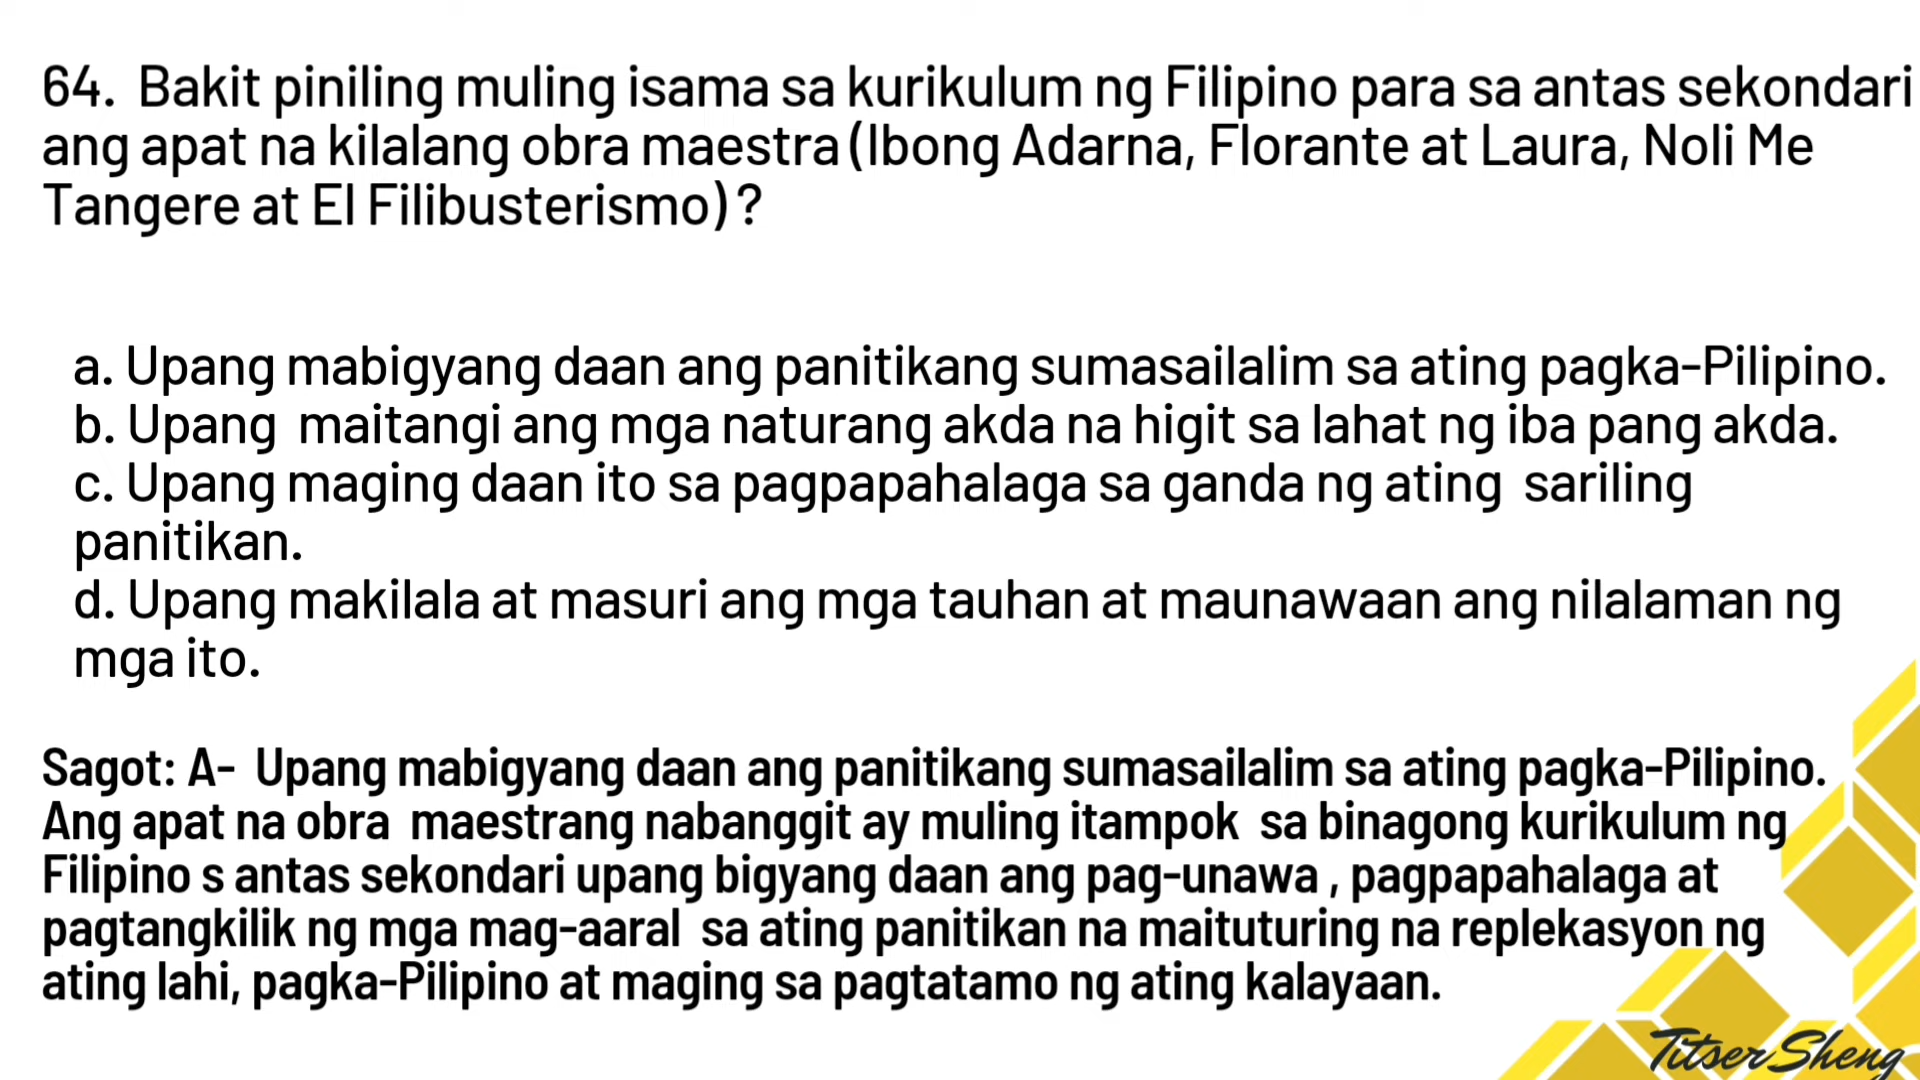 64. Bakit piniling muling isama sa kurikulum ng Filipino para sa antas sekondari
ang apat na kilalang obra maestra (Ibong Adarna, Florante at Laura, Noli Me
Tangere at El Filibusterismo) ?
a. Upang mabigyang daan ang panitikang sumasailalim sa ating pagka-Pilipino.
b. Upang maitangi ang mga naturang akda na higit sa lahat ng iba pang akda.
c. Upang maging daan ito sa pagpapahalaga sa ganda ng ating sariling
panitikan.
d. Upang makilala at masuri ang mga tauhan at maunawaan ang nilalaman ng
mga ito.
Sagot: A- Upang mabigyang daan ang panitikang sumasailalim sa ating pagka-Pilipino.
Ang apat na obra maestrang nabanggit ay muling itampok sa binagong kurikulum ng
Filipino s antas sekondari upang bigyang daan ang pag-unawa , pagpapahalaga at
pagtangkilik ng mga mag-aaral sa ating panitikan na maituturing na replekasyon ng
ating lahi, pagka-Pilipino at maging sa pagtatamo ng ating kalayaan.
Titser Sheng